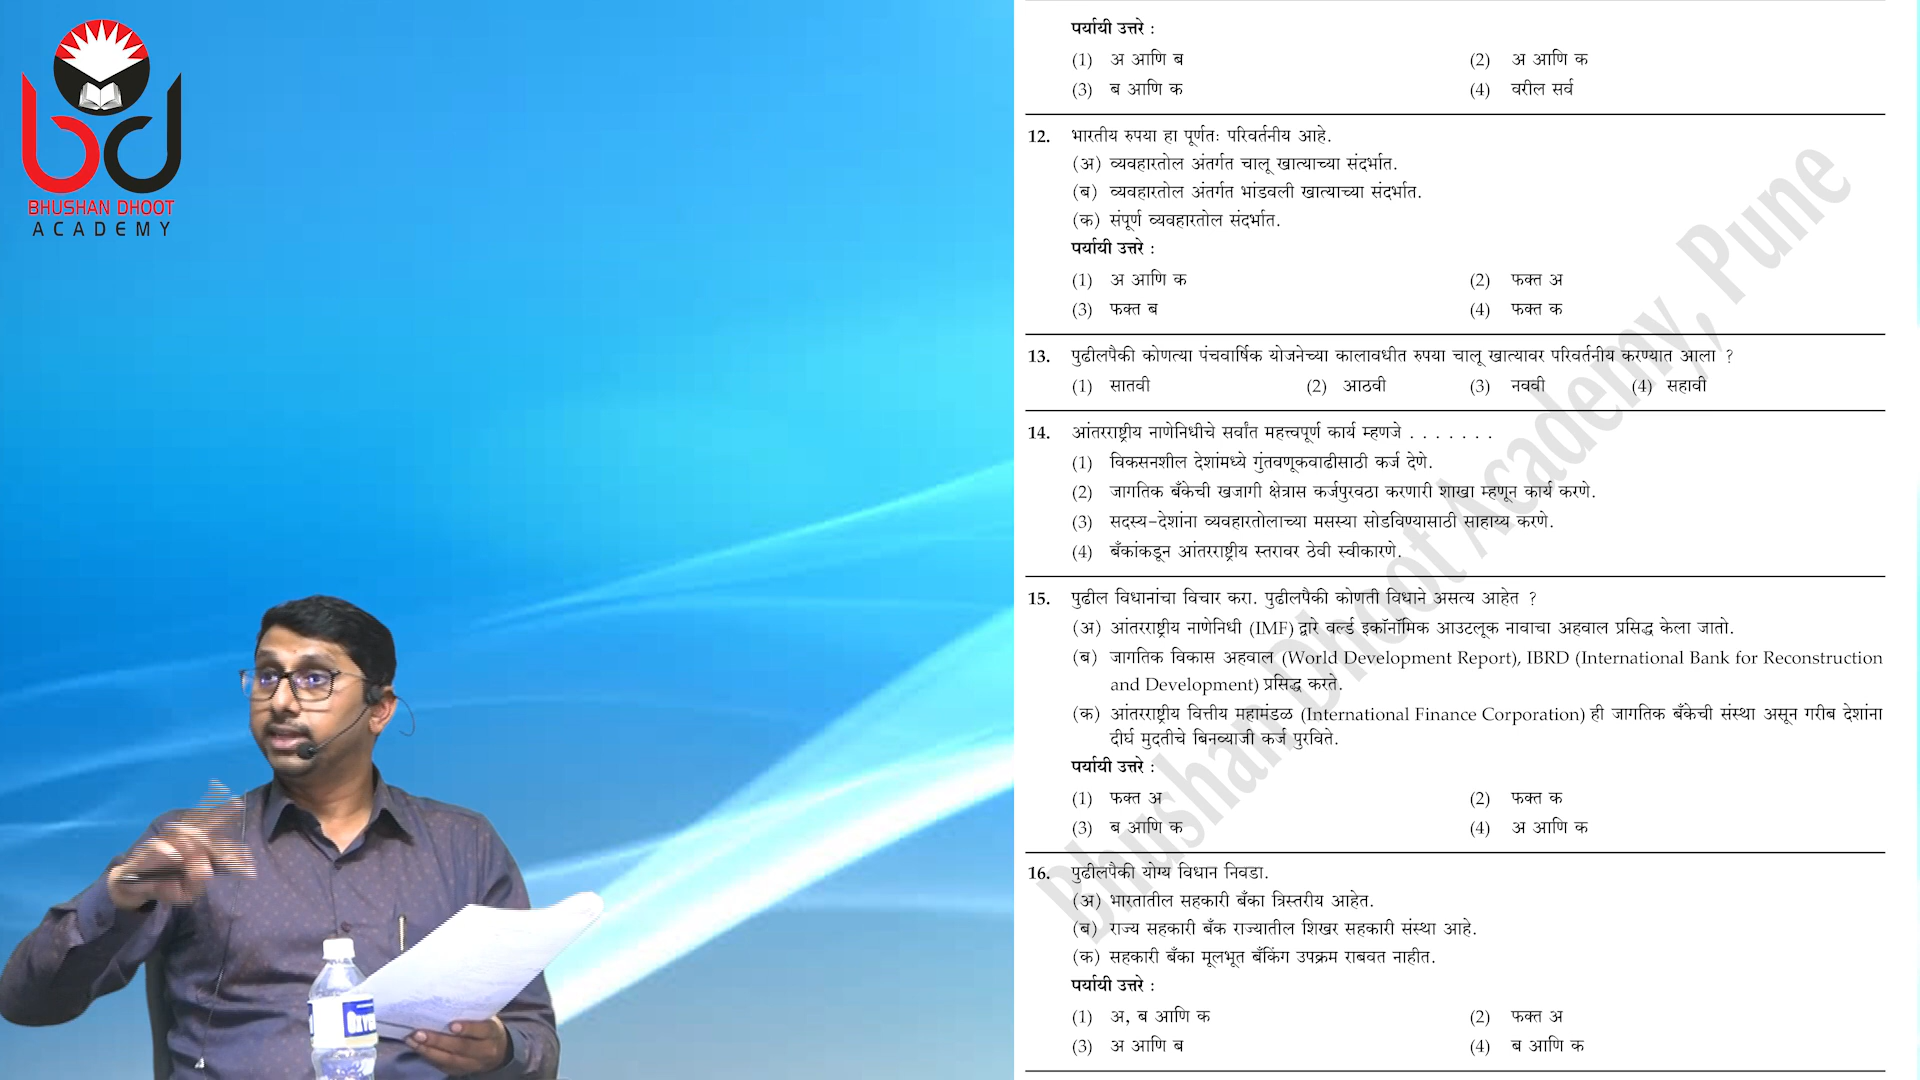 BHUSHAN DHOOT
ACADEMY
पर्यायी उत्तरे :
(1) अ आणि ब (2) अ आणि क
(3) ब आणि क (4) वरील सर्व
12. भारतीय रुपया हा पूर्णतः परिवर्तनीय आहे.
(अ) व्यवहारतोल अंतर्गत चालू खात्याच्या संदर्भात.
(ब) व्यवहारतोल अंतर्गत भांडवली खात्याच्या संदर्भात.
(क) संपूर्ण व्यवहारतोल संदर्भात.
पर्यायी उत्तरे :
(1) अ आणि क (2) फक्त अ
(3) फक्त ब (4) फक्त क
13. पुढीलपैकी कोणत्या पंचवार्षिक योजनेच्या कालावधीत रुपया चालू खात्यावर परिवर्तनीय करण्यात आला ?
(1) सातवी (2) आठवी (3) नववी (4) सहावी
14. आंतरराष्ट्रीय नाणेनिधीचे सर्वांत महत्त्वपूर्ण कार्य म्हणजे . . . . . . .
(1) विकसनशील देशांमध्ये गुंतवणूकवाढीसाठी कर्ज देणे.
(2) जागतिक बँकेची खजागी क्षेत्रास कर्जपुरवठा करणारी शाखा म्हणून कार्य करणे.
(3) सदस्य-देशांना व्यवहारतोलाच्या मसस्या सोडविण्यासाठी साहाय्य करणे.
(4) बँकांकडून आंतरराष्ट्रीय स्तरावर ठेवी स्वीकारणे.
15. पुढील विधानांचा विचार करा. पुढीलपैकी कोणती विधाने असत्य आहेत ?
(अ) आंतरराष्ट्रीय नाणेनिधी (IMF) द्वारे वर्ल्ड इकॉनॉमिक आउटलूक नावाचा अहवाल प्रसिद्ध केला जातो.
(ब) जागतिक विकास अहवाल (World Development Report), IBRD (International Bank for Reconstruction
and Development) प्रसिद्ध करते.
(क) आंतरराष्ट्रीय वित्तीय महामंडळ (International Finance Corporation) ही जागतिक बँकेची संस्था असून गरीब देशांना
दीर्घ मुदतीचे बिनव्याजी कर्ज पुरविते.
पर्यायी उत्तरे :
(1) फक्त अ (2) फक्त क
(3) ब आणि क (4) अ आणि क
16. पुढीलपैकी योग्य विधान निवडा.
(अ) भारतातील सहकारी बँका त्रिस्तरीय आहेत.
(ब) राज्य सहकारी बँक राज्यातील शिखर सहकारी संस्था आहे.
(क) सहकारी बँका मूलभूत बँकिंग उपक्रम राबवत नाहीत.
पर्यायी उत्तरे :
(1) अ, ब आणि क (2) फक्त अ
(3) अ आणि ब (4) ब आणि क
Bhushan Dhoot Academy, Pune